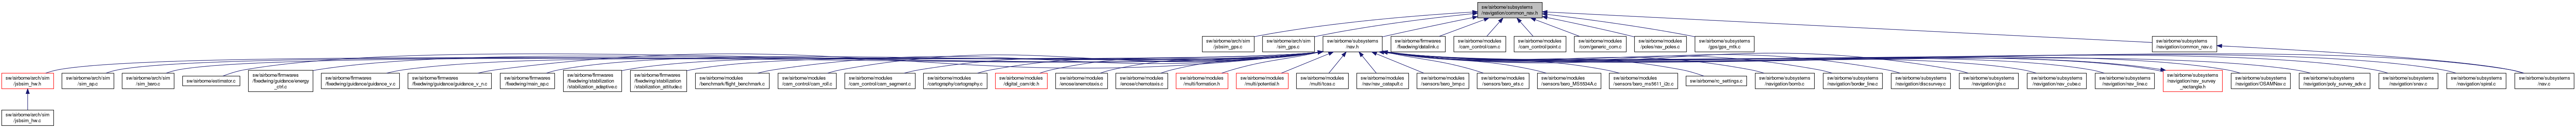 sw/airborne/subsystems
/navigation/common_nav.h
sw/airborne/arch/sim
/jsbsim_gps.c
sw/airborne/arch/sim
/sim_gps.c
sw/airborne/subsystems
/nav.h
sw/airborne/firmwares
/fixedwing/datalink.c
sw/airborne/modules
/cam_control/cam.c
sw/airborne/modules
/cam_control/point.c
sw/airborne/modules
/com/generic_com.c
sw/airborne/modules
/poles/nav_poles.c
sw/airborne/subsystems
/gps/gps_mtk.c
sw/airborne/subsystems
/navigation/common_nav.c
sw/airborne/arch/sim
/jsbsim_hw.h
sw/airborne/arch/sim
/sim_ap.c
sw/airborne/arch/sim
/sim_baro.c
sw/airborne/estimator.c
sw/airborne/firmwares
/fixedwing/guidance/energy
_ctrl.c
sw/airborne/firmwares
/fixedwing/guidance/guidance_v.c
sw/airborne/firmwares
/fixedwing/guidance/guidance_v_n.c
sw/airborne/firmwares
/fixedwing/main_ap.c
sw/airborne/firmwares
/fixedwing/stabilization
/stabilization_adaptive.c
sw/airborne/firmwares
/fixedwing/stabilization
/stabilization_attitude.c
sw/airborne/modules
/benchmark/flight_benchmark.c
sw/airborne/modules
/cam_control/cam_roll.c
sw/airborne/modules
/cam_control/cam_segment.c
sw/airborne/modules
/cartography/cartography.c
sw/airborne/modules
/digital_cam/dc.h
sw/airborne/modules
/enose/anemotaxis.c
sw/airborne/modules
/enose/chemotaxis.c
sw/airborne/modules
/multi/formation.h
sw/airborne/modules
/multi/potential.h
sw/airborne/modules
/multi/tcas.c
sw/airborne/modules
/nav/nav_catapult.c
sw/airborne/modules
/sensors/baro_bmp.c
sw/airborne/modules
/sensors/baro_ets.c
sw/airborne/modules
/sensors/baro_MS5534A.c
sw/airborne/modules
/sensors/baro_ms5611_i2c.c
sw/airborne/rc_settings.c
sw/airborne/subsystems
/navigation/bomb.c
sw/airborne/subsystems
/navigation/border_line.c
sw/airborne/subsystems
/navigation/discsurvey.c
sw/airborne/subsystems
/navigation/gls.c
sw/airborne/subsystems
/navigation/nav_cube.c
sw/airborne/subsystems
/navigation/nav_line.c
sw/airborne/subsystems
/navigation/nav_survey
_rectangle.h
sw/airborne/subsystems
/navigation/OSAMNav.c
sw/airborne/subsystems
/navigation/poly_survey_adv.c
sw/airborne/subsystems
/navigation/snav.c
sw/airborne/subsystems
/navigation/spiral.c
sw/airborne/subsystems
/nav.c
sw/airborne/arch/sim
/jsbsim_hw.c